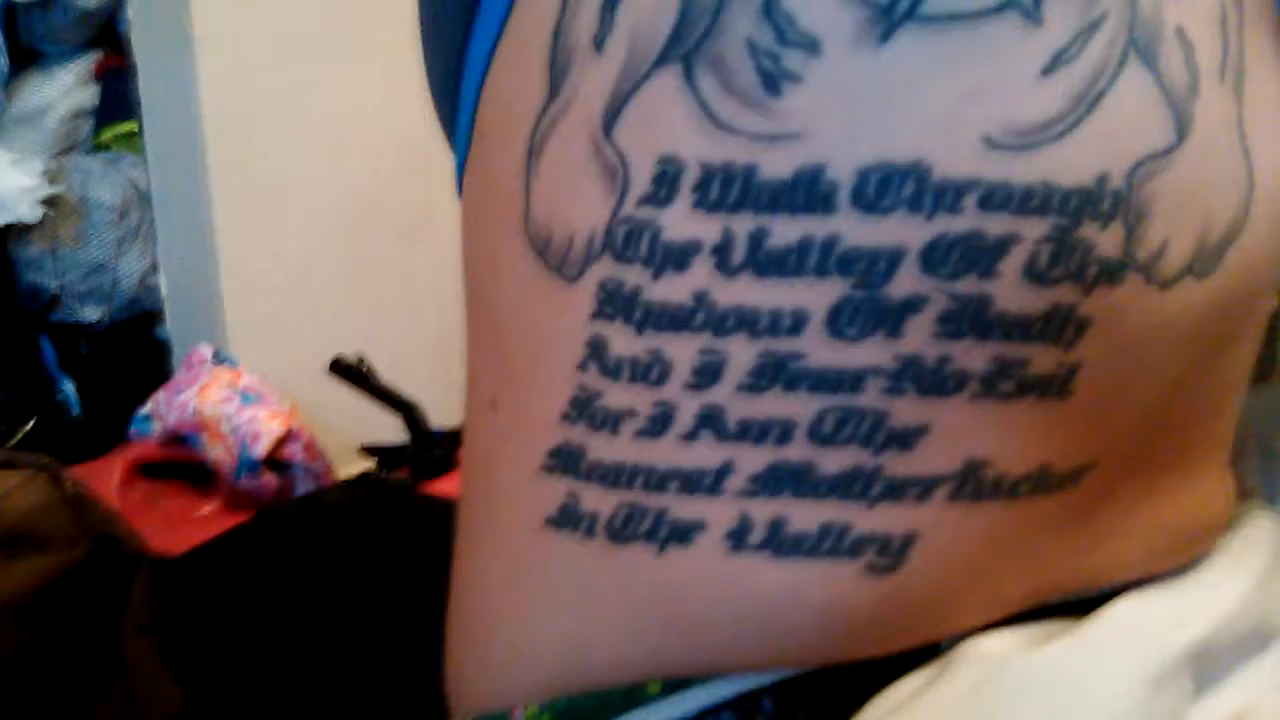 I Walk Through
The Valley Of The
Shadow Of Death
And I Fear No Evil
For I Am The
Meanest Motherfucker
In The Valley